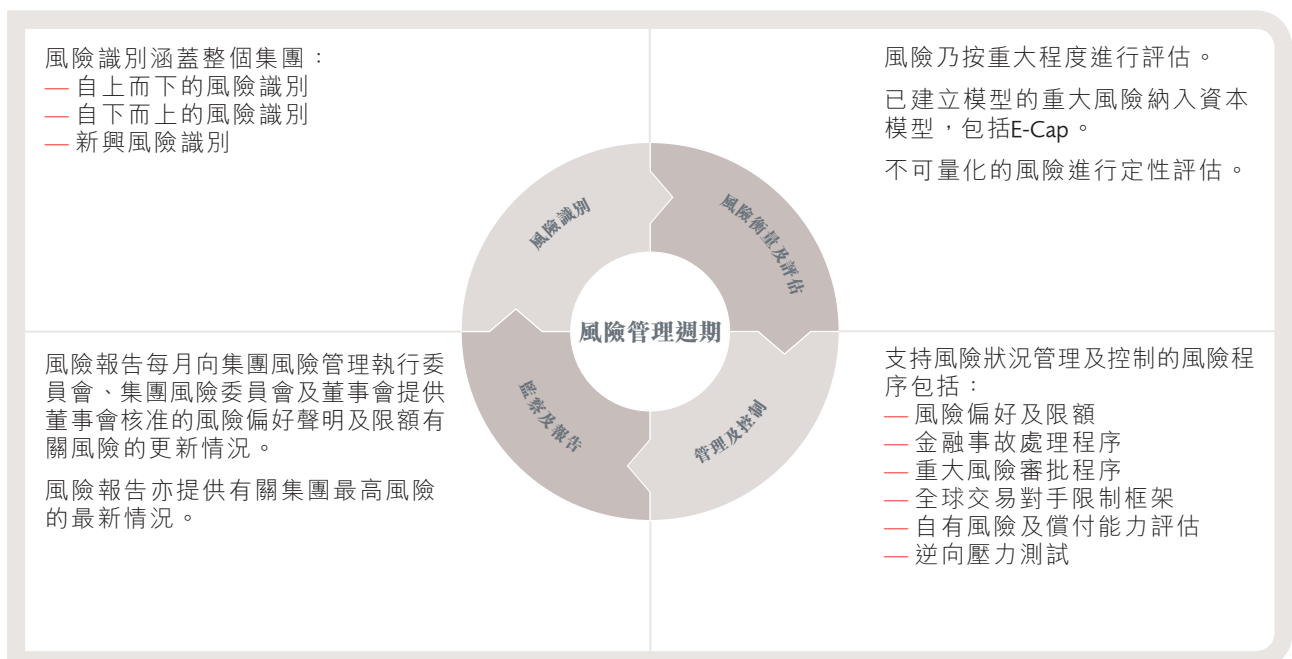 風險識別涵蓋整個集團：
— 自上而下的風險識別
— 自下而上的風險識別
— 新興風險識別
風險乃按重大程度進行評估。
已建立模型的重大風險納入資本
模型，包括E-Cap。
不可量化的風險進行定性評估。
風險識別
風險衡量及評估
風險管理週期
監察及報告
管理及控制
風險報告每月向集團風險管理執行委
員會、集團風險委員會及董事會提供
董事會核准的風險偏好聲明及限額有
關風險的更新情況。
風險報告亦提供有關集團最高風險
的最新情況。
支持風險狀況管理及控制的風險程
序包括：
— 風險偏好及限額
— 金融事故處理程序
— 重大風險審批程序
— 全球交易對手限制框架
— 自有風險及償付能力評估
— 逆向壓力測試